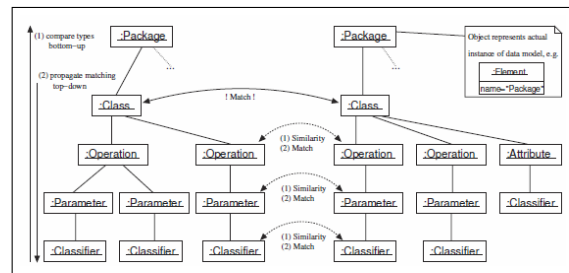 (1) compare types
bottom-up
(2) propagate matching
top-down
:Package
...
:Class
:Operation
:Operation
:Parameter
:Parameter
:Parameter
:Classifier
:Classifier
:Classifier
! Match !
(1) Similarity
(2) Match
(1) Similarity
(2) Match
(1) Similarity
(2) Match
:Package
...
:Class
:Operation
:Operation
:Attribute
:Parameter
:Parameter
:Classifier
:Classifier
:Classifier
Object represents actual
instance of data model, e.g.
:Element
name="Package"